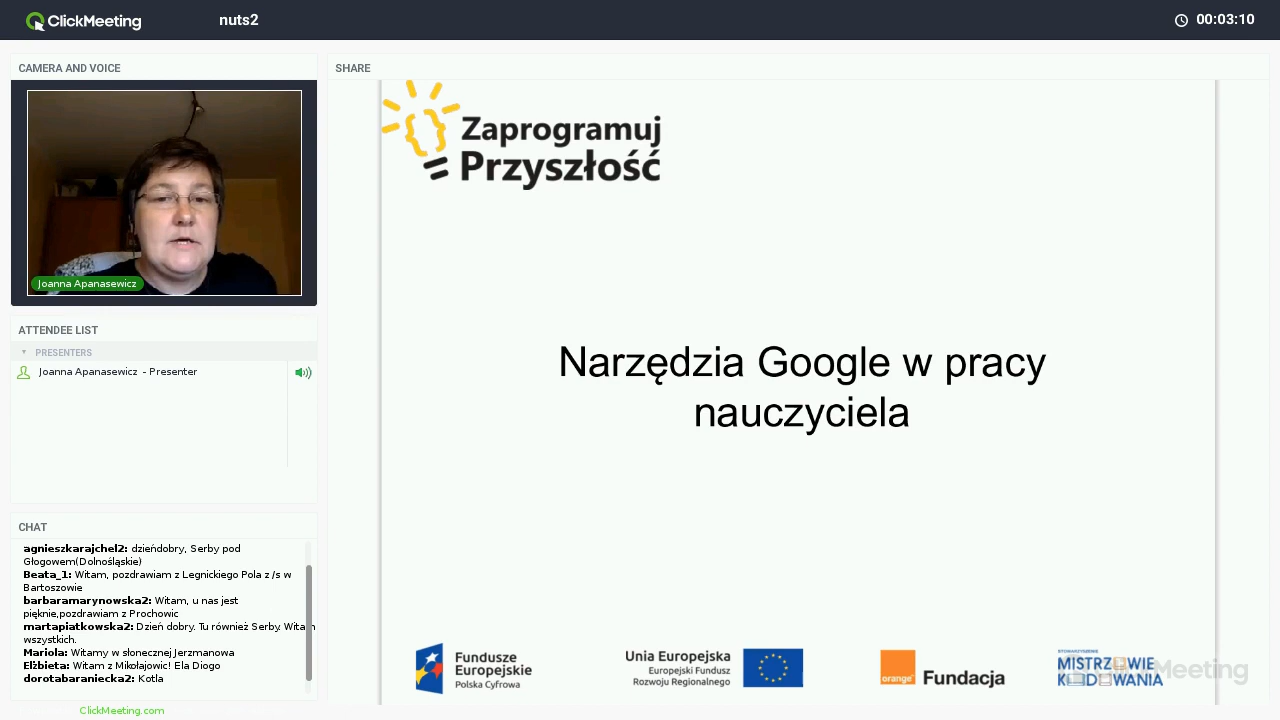 ClickMeeting
nuts2
00:03:10
CAMERA AND VOICE
Joanna Apanasewicz
ATTENDEE LIST
PRESENTERS
Joanna Apanasewicz - Presenter
CHAT
agnieszkarajchel2: dzieńdobry, Serby pod
Głogowem(Dolnośląskie)
Beata_1: Witam, pozdrawiam z Legnickiego Pola z /s w
Bartoszowie
barbaramarynowska2: Witam, u nas jest
pięknie,pozdrawiam z Prochowic
martapiatkowska2: Dzień dobry. Tu również Serby. Witam
wszystkich.
Mariola: Witamy w słonecznej Jerzmanowa
Elżbieta: Witam z Mikołajowic! Ela Diogo
dorotabaraniecka2: Kotla
ClickMeeting.com
SHARE
Zaprogramuj
Przyszłość
Narzędzia Google w pracy
nauczyciela
Fundusze
Europejskie
Polska Cyfrowa
Unia Europejska
Europejski Fundusz
Rozwoju Regionalnego
orange
Fundacja
STOWARZYSZENIE
MISTRZOWIE
KODOWANIA
ClickMeeting